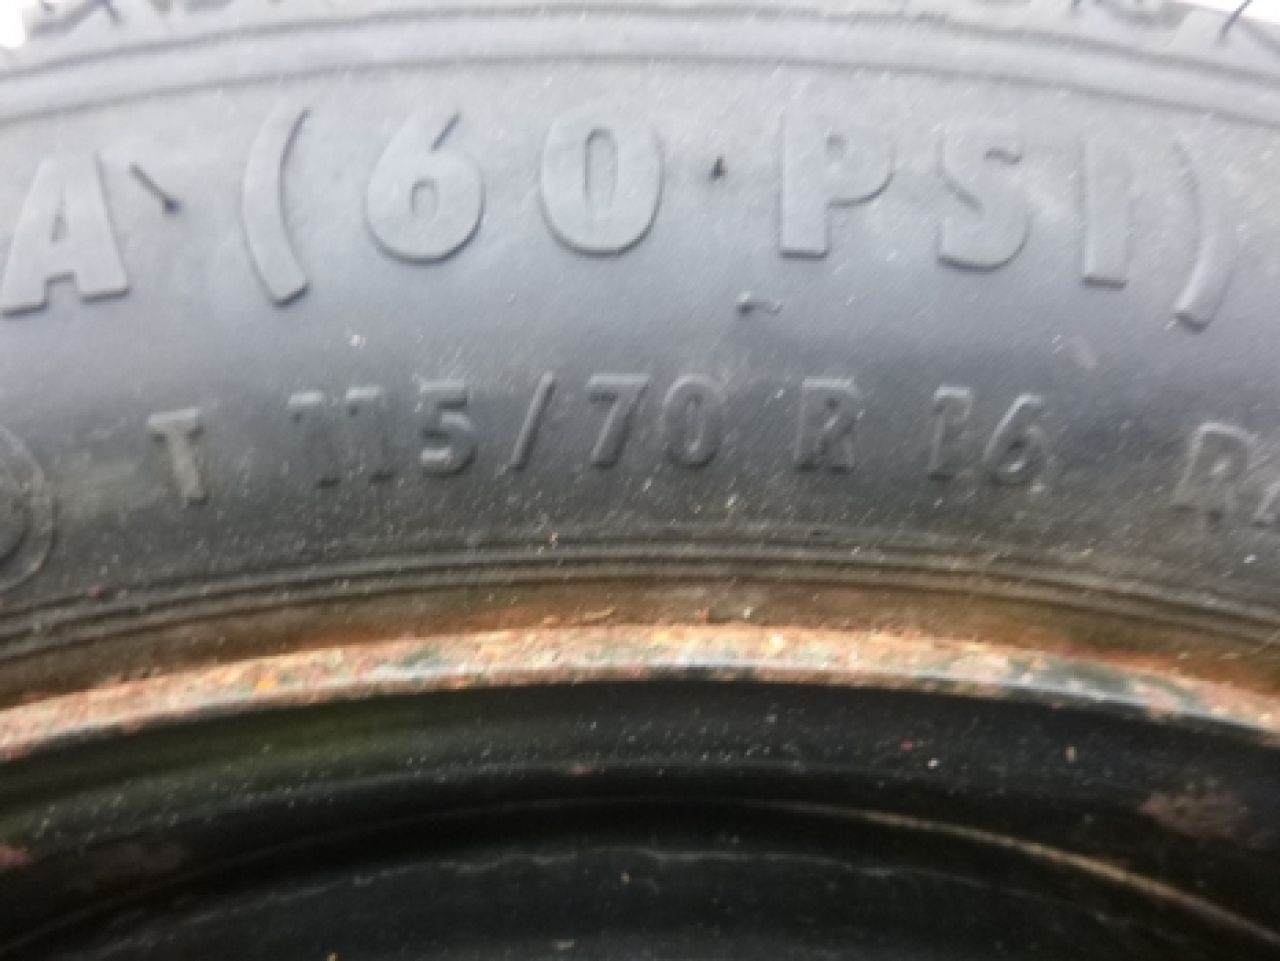 A (60 PSI)
T 115/70 R 16